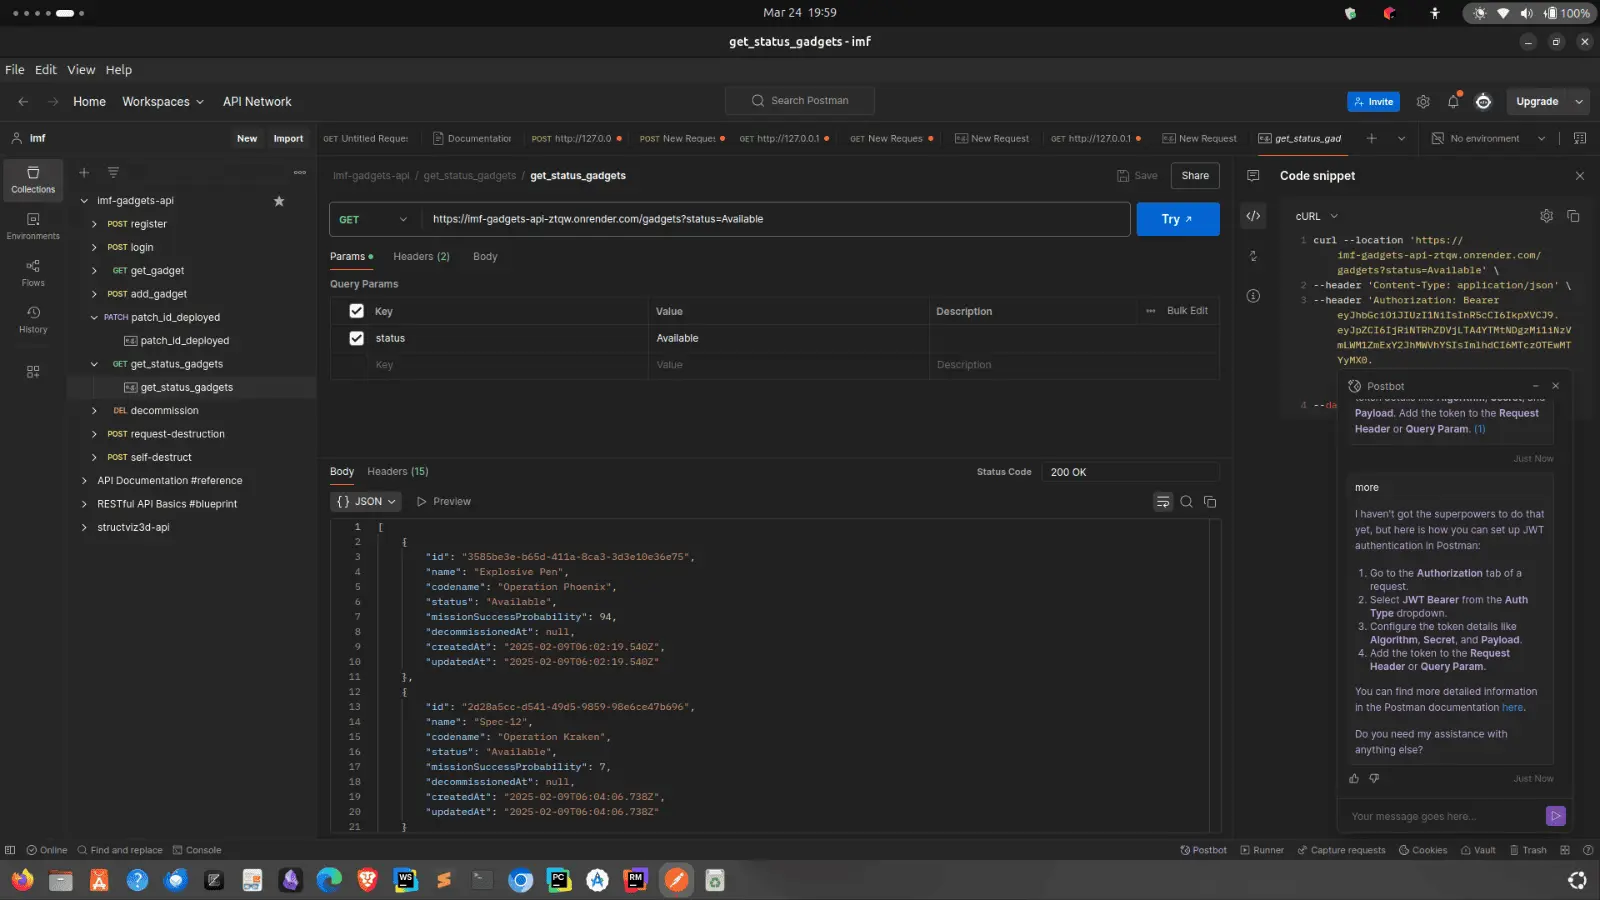 Mar 24 19:59
100%
get_status_gadgets - imf
File Edit View Help
Home Workspaces API Network
Search Postman
Invite
Upgrade
imf
New Import
GET Untitled Reques
Documentation
POST http://127.0.0
POST New Reques
GET http://127.0.0.1
GET New Reques
New Request
GET http://127.0.0.1
New Request
get_status_gad
No environment
Collections
Environments
Flows
History
imf-gadgets-api
POST register
POST login
GET get_gadget
POST add_gadget
PATCH patch_id_deployed
patch_id_deployed
GET get_status_gadgets
get_status_gadgets
DEL decommission
POST request-destruction
POST self-destruct
API Documentation #reference
RESTful API Basics #blueprint
structviz3d-api
imf-gadgets-api / get_status_gadgets / get_status_gadgets
Save Share
GET https://imf-gadgets-api-ztqw.onrender.com/gadgets?status=Available
Try
Params Headers (2) Body
Query Params
Key Value Description Bulk Edit
status Available
Key Value Description
Body Headers (15)
Status Code 200 OK
{} JSON Preview
1 [
2 {
3 "id": "3585be3e-b65d-411a-8ca3-3d3e10e36e75",
4 "name": "Explosive Pen",
5 "codename": "Operation Phoenix",
6 "status": "Available",
7 "missionSuccessProbability": 94,
8 "decommissionedAt": null,
9 "createdAt": "2025-02-09T06:02:19.540Z",
10 "updatedAt": "2025-02-09T06:02:19.540Z"
11 },
12 {
13 "id": "2d28a5cc-d541-49d5-9859-98e6ce47b696",
14 "name": "Spec-12",
15 "codename": "Operation Kraken",
16 "status": "Available",
17 "missionSuccessProbability": 7,
18 "decommissionedAt": null,
19 "createdAt": "2025-02-09T06:04:06.738Z",
20 "updatedAt": "2025-02-09T06:04:06.738Z"
21 }
Code snippet
cURL
1 curl --location 'https://
imf-gadgets-api-ztqw.onrender.com/
gadgets?status=Available' \
2 --header 'Content-Type: application/json' \
3 --header 'Authorization: Bearer
4 --da
Postbot
token details like Algorithm, Secret, and
Payload. Add the token to the Request
Header or Query Param. (1)
Just Now
more
I haven't got the superpowers to do that
yet, but here is how you can set up JWT
authentication in Postman:
1. Go to the Authorization tab of a
request.
2. Select JWT Bearer from the Auth
Type dropdown.
3. Configure the token details like
Algorithm, Secret, and Payload.
4. Add the token to the Request
Header or Query Param.
You can find more detailed information
in the Postman documentation here.
Do you need my assistance with
anything else?
Just Now
Your message goes here...
Online Find and replace Console
Postbot Runner Capture requests Cookies Vault Trash
WS
PC
RM